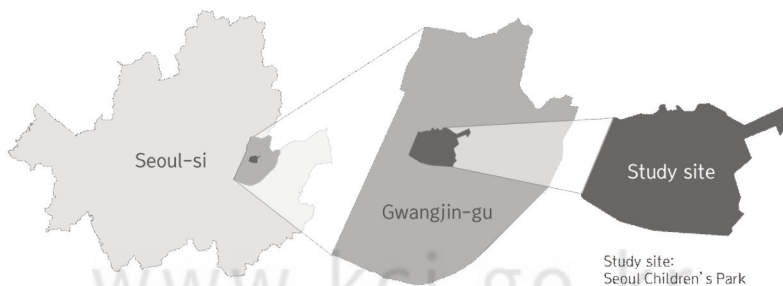 Seoul-si
Gwangjin-gu
Study site
Study site:
Seoul Children's Park
www.kci.go.kr